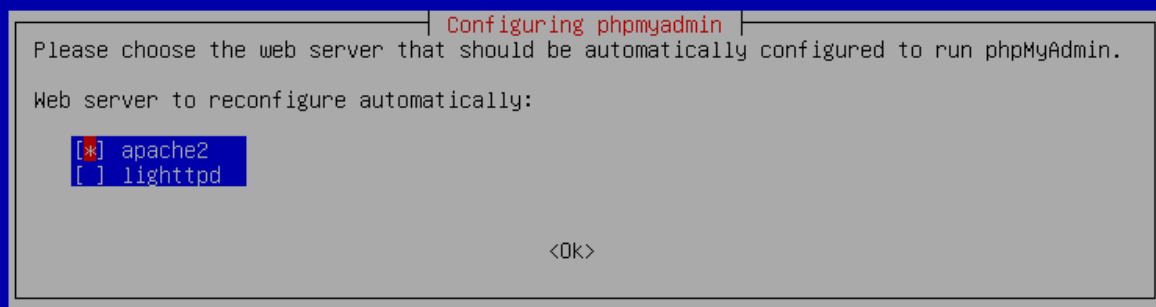 Configuring phpmyadmin
Please choose the web server that should be automatically configured to run phpMyAdmin.
Web server to reconfigure automatically:
[*] apache2
[ ] lighttpd
<Ok>